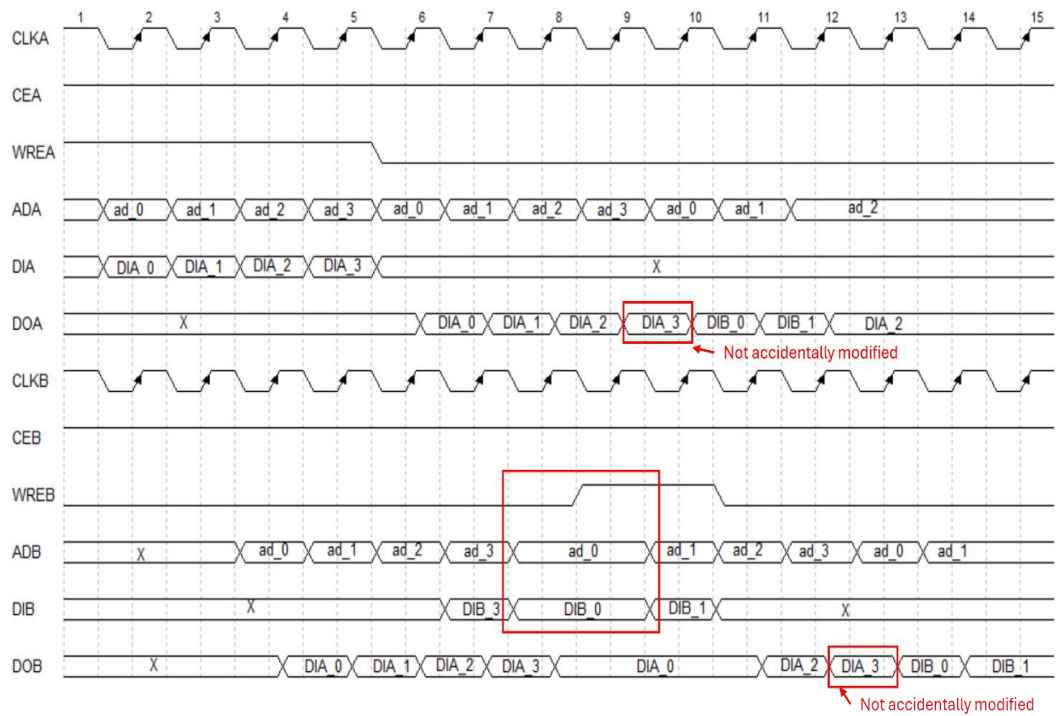 1 2 3 4 5 6 7 8 9 10 11 12 13 14 15
CLKA
CEA
WREA
ADA ad_0 ad_1 ad_2 ad_3 ad_0 ad_1 ad_2 ad_3 ad_0 ad_1 ad_2
DIA DIA_0 DIA_1 DIA_2 DIA_3 X
DOA X DIA_0 DIA_1 DIA_2 DIA_3 DIB_0 DIB_1 DIA_2
Not accidentally modified
CLKB
CEB
WREB
ADB X ad_0 ad_1 ad_2 ad_3 ad_0 ad_1 ad_2 ad_3 ad_0 ad_1
DIB X DIB_3 DIB_0 DIB_1 X
DOB X DIA_0 DIA_1 DIA_2 DIA_3 DIA_0 DIA_2 DIA_3 DIB_0 DIB_1
Not accidentally modified